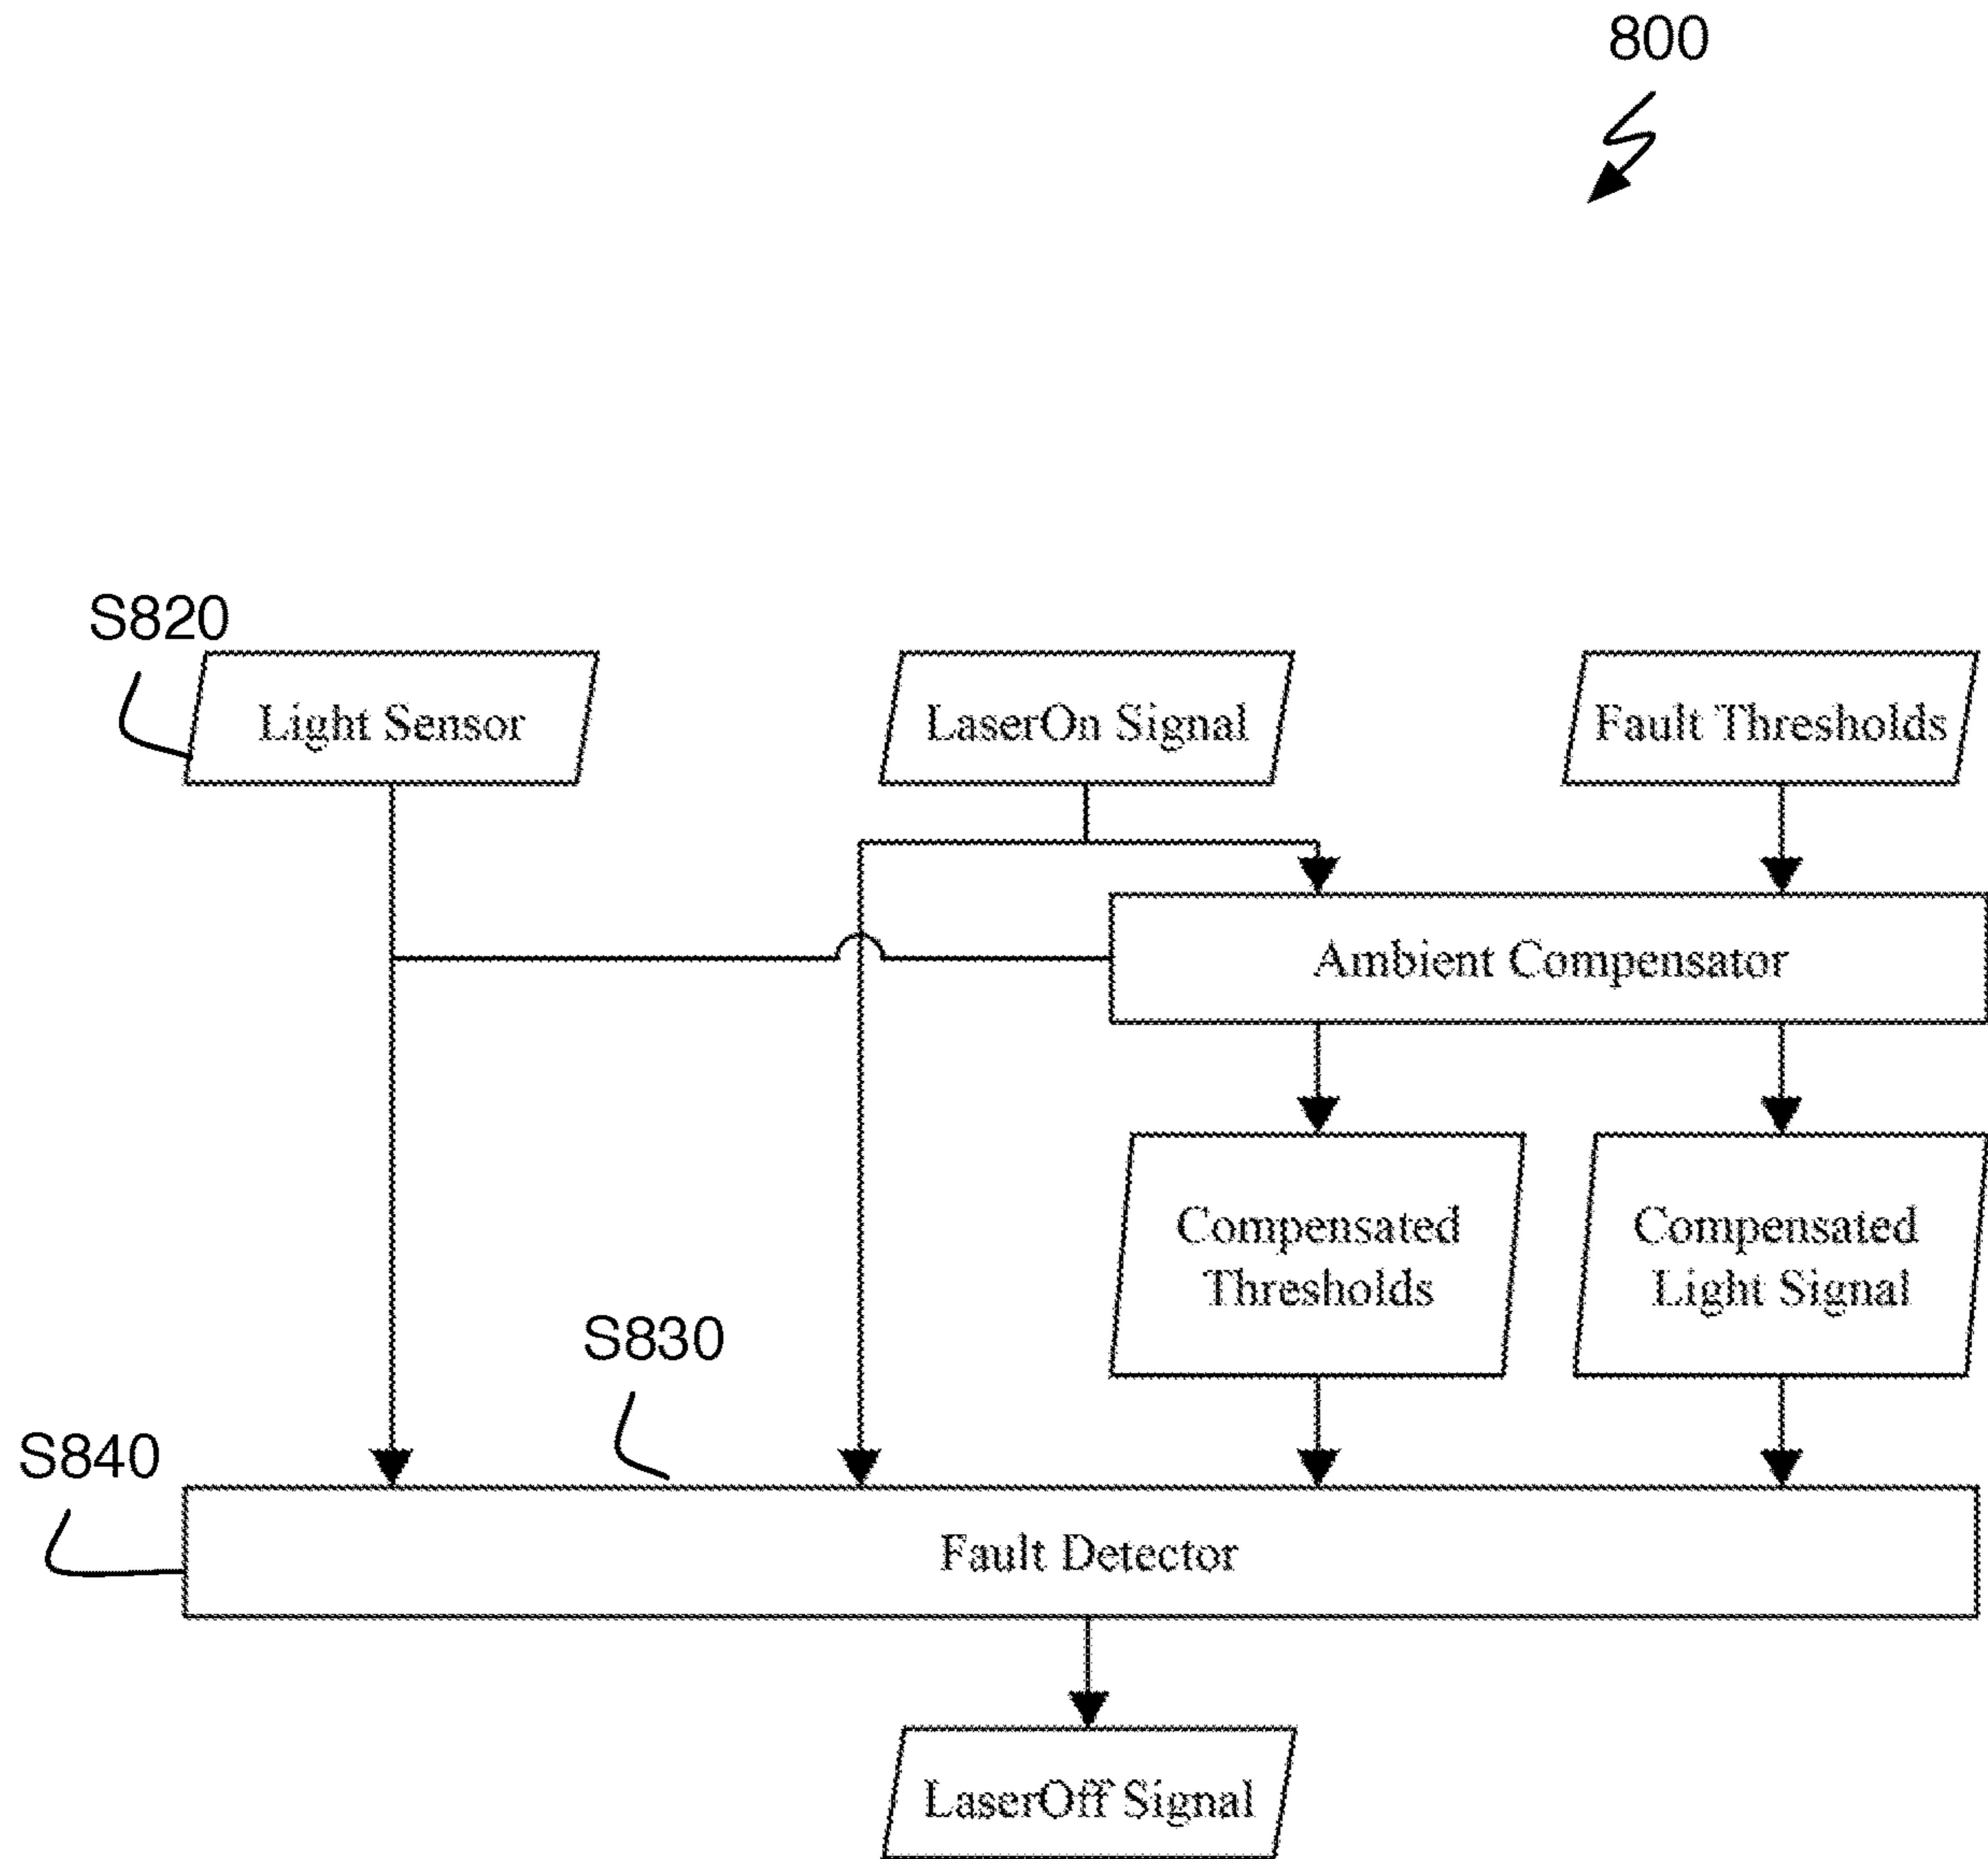 800
S820
Light Sensor
LaserOn Signal
Fault Thresholds
Ambient Compensator
Compensated
Thresholds
Compensated
Light Signal
S830
S840
Fault Detector
LaserOff Signal